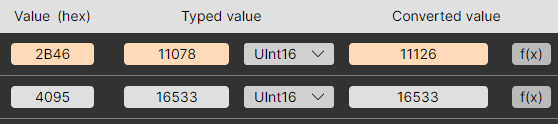 Value (hex) Typed value Converted value
2B46 11078 UInt16 11126 f(x)
4095 16533 UInt16 16533 f(x)